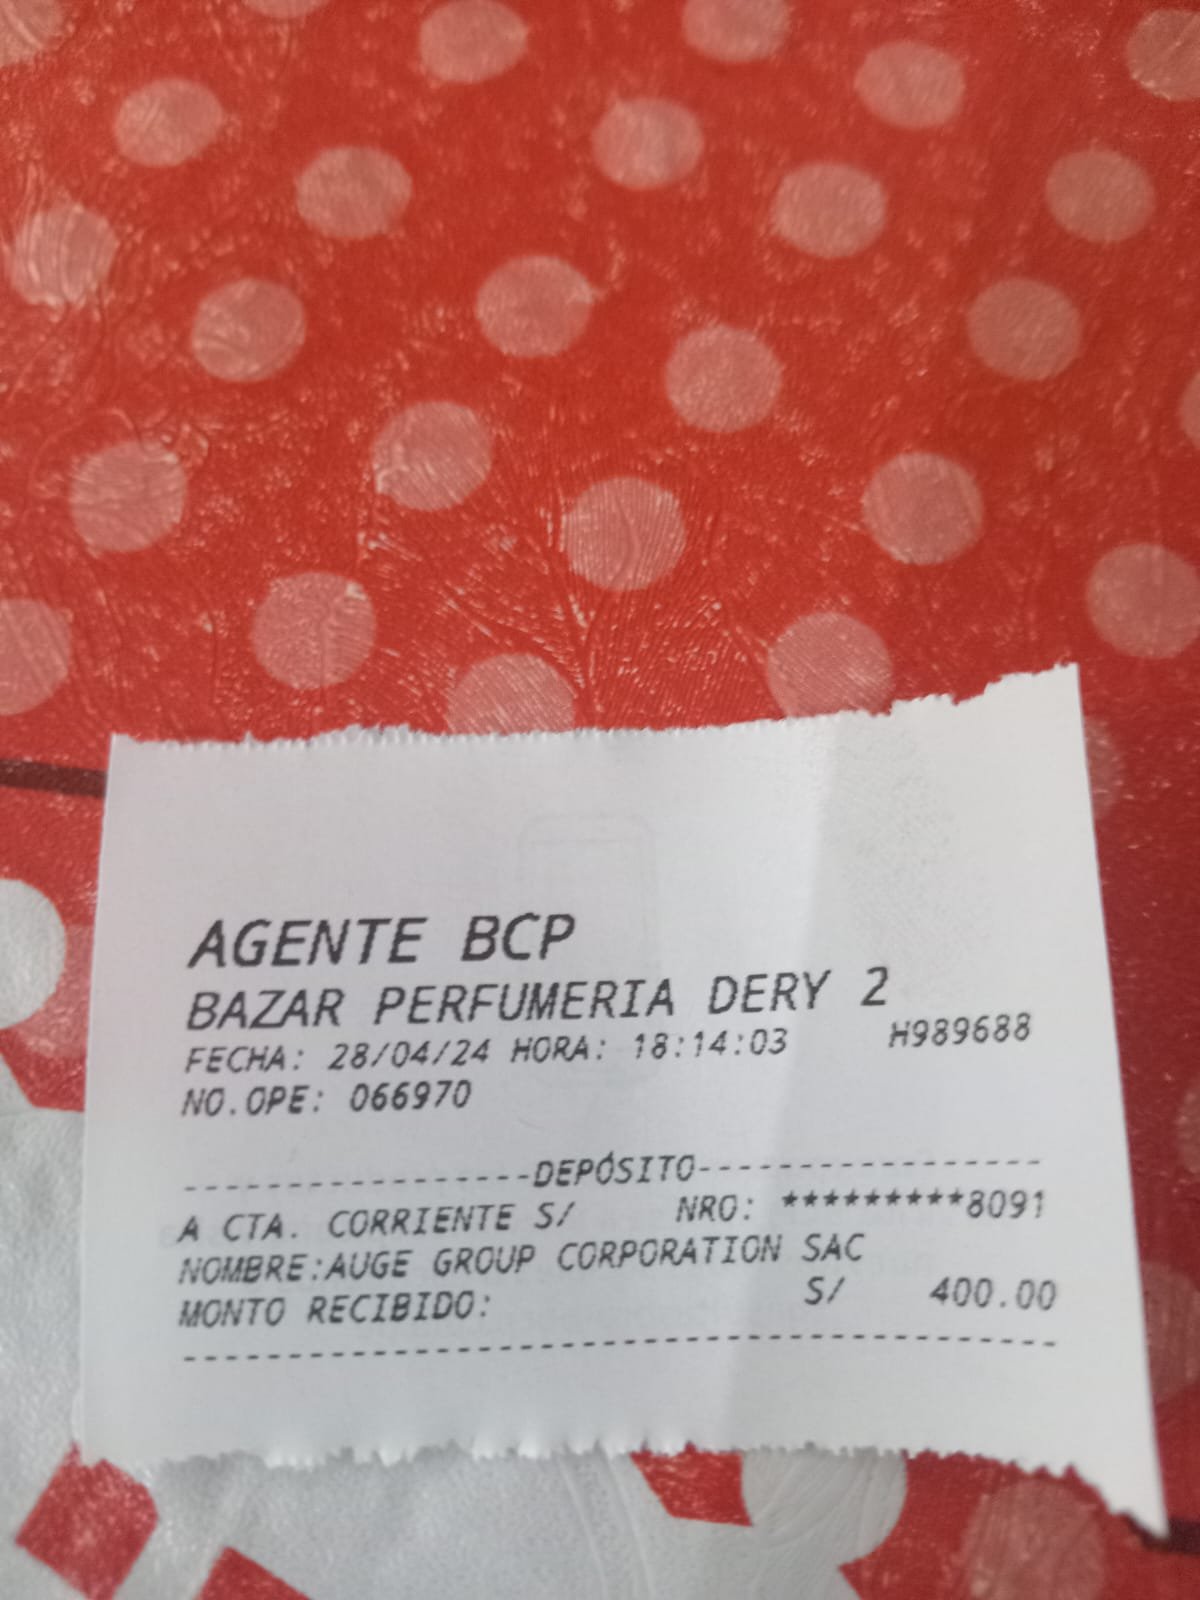 AGENTE BCP
BAZAR PERFUMERIA DERY 2
FECHA: 28/04/24 HORA: 18:14:03 H989688
NO.OPE: 066970
-----------------DEPÓSITO-----------------
A CTA. CORRIENTE S/ NRO: *********8091
NOMBRE:AUGE GROUP CORPORATION SAC
MONTO RECIBIDO: S/ 400.00
------------------------------------------